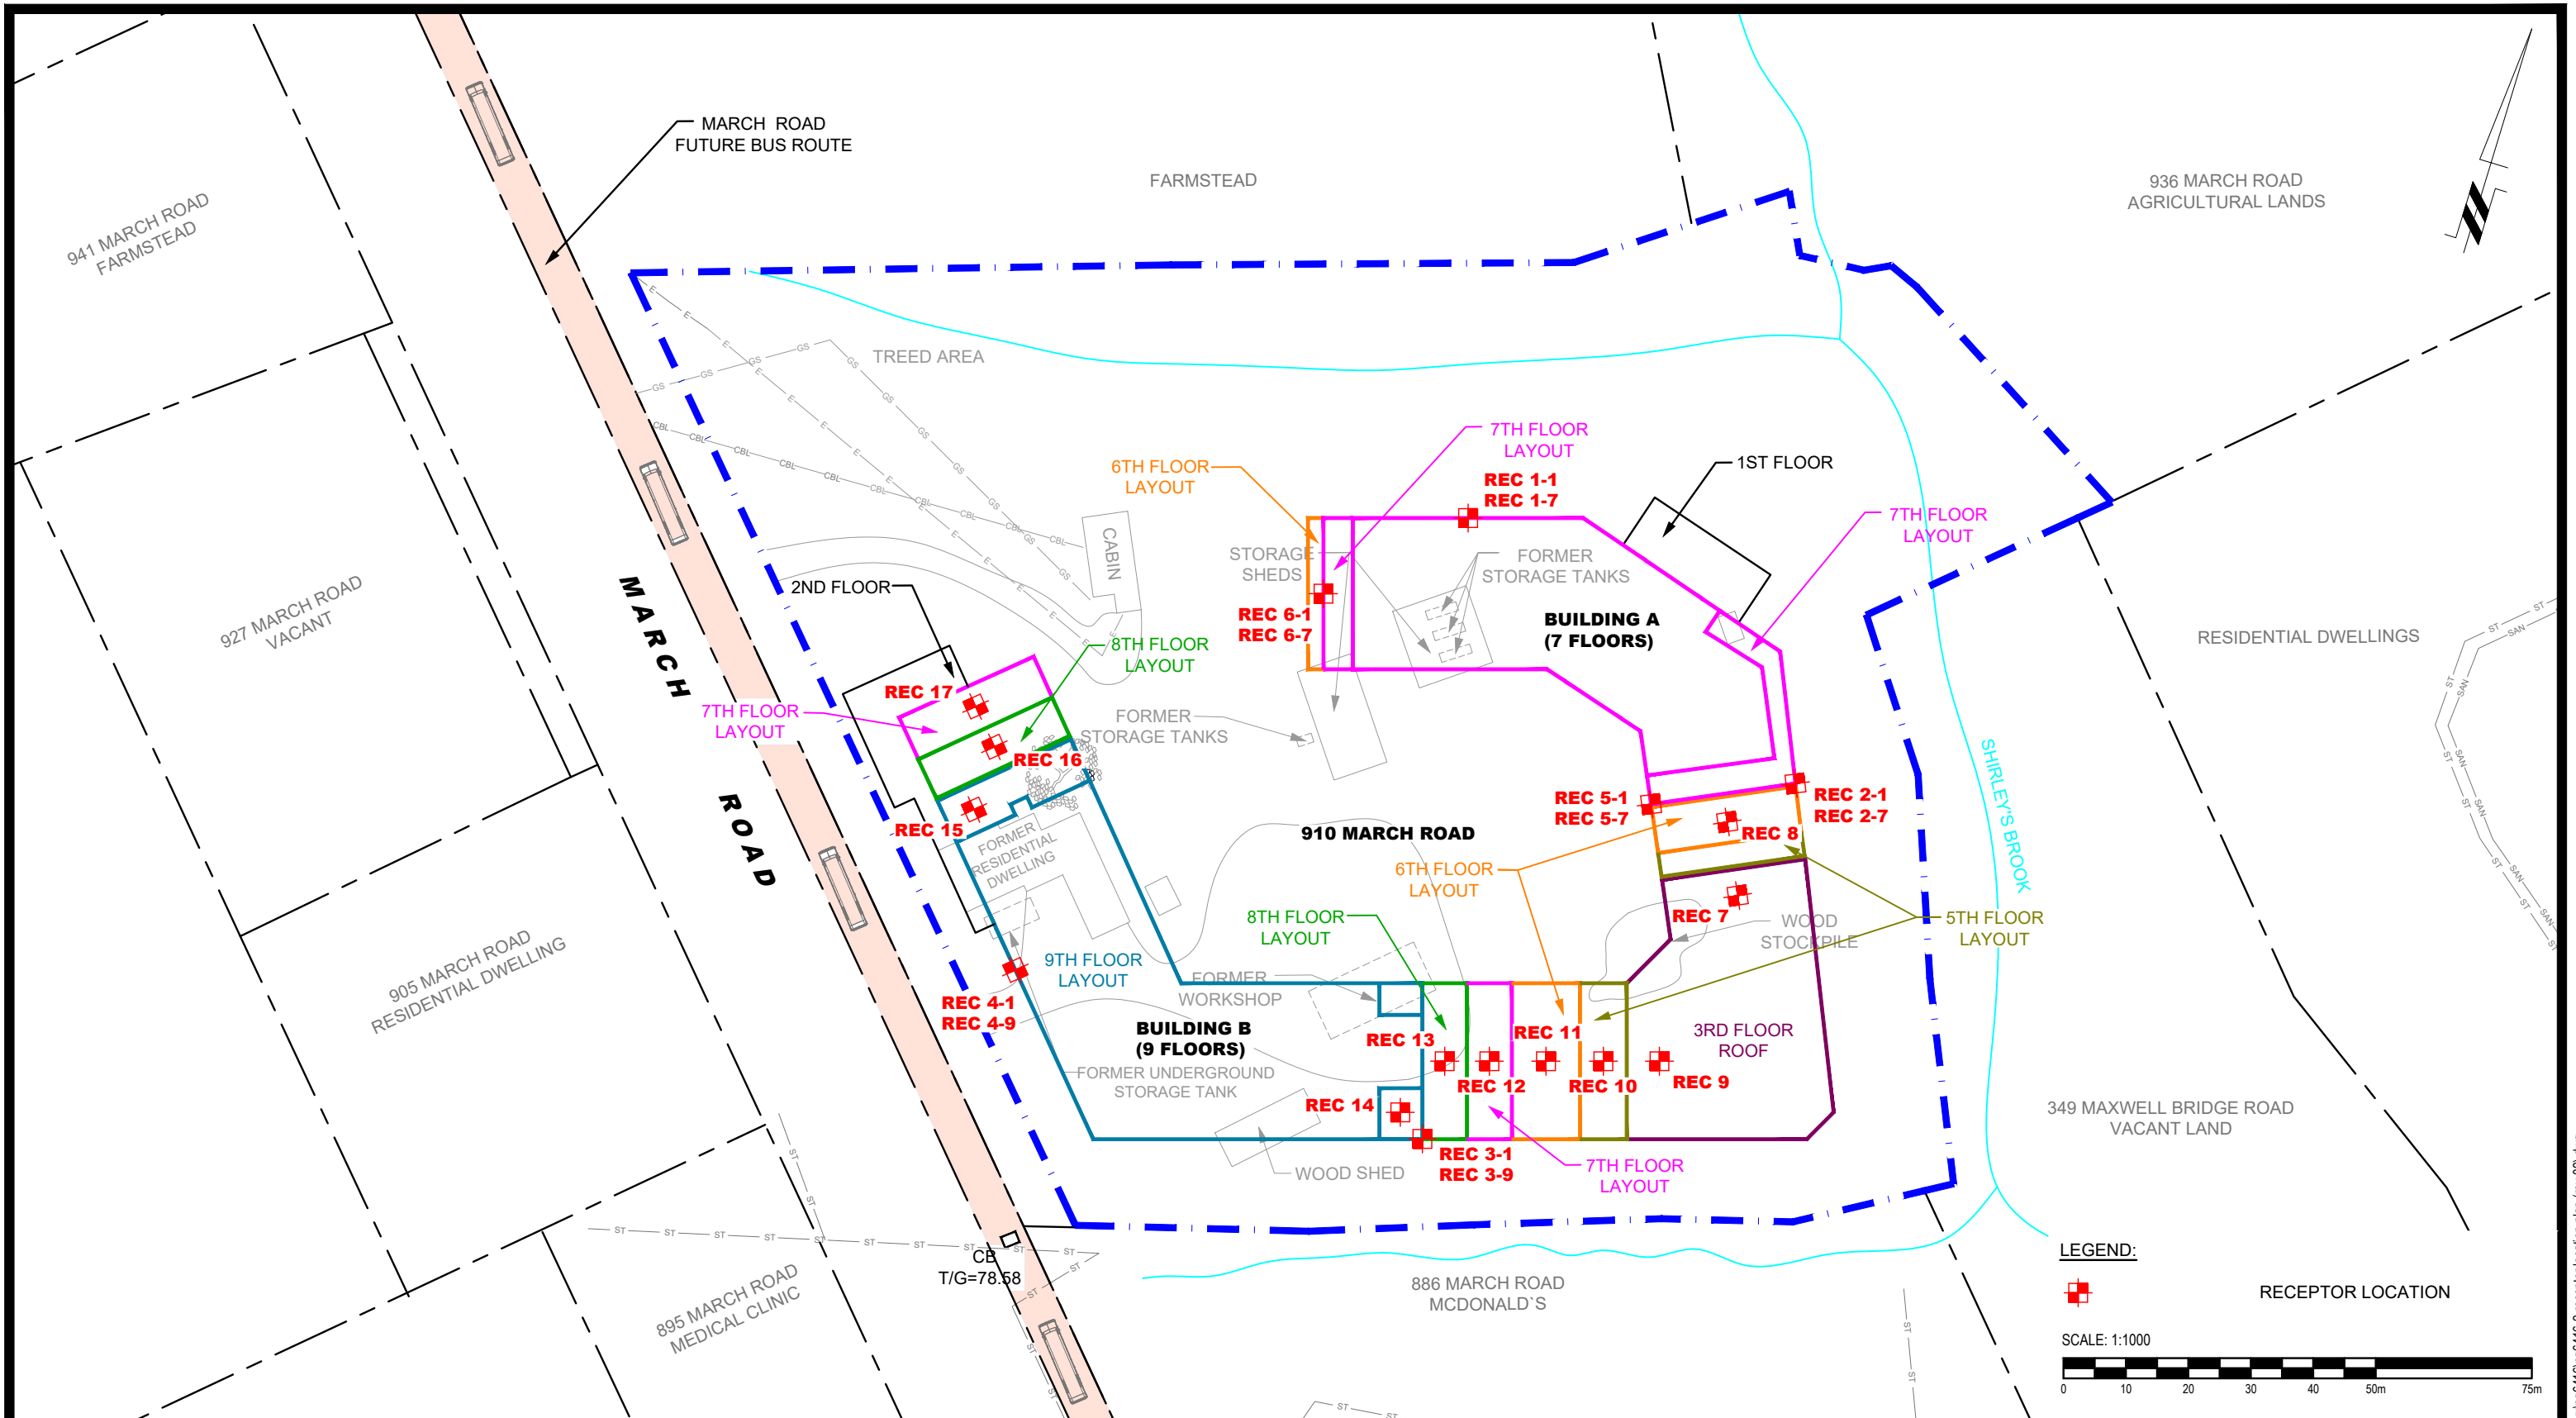 MARCH ROAD
FUTURE BUS ROUTE
FARMSTEAD
936 MARCH ROAD
AGRICULTURAL LANDS
941 MARCH ROAD
FARMSTEAD
TREED AREA
7TH FLOOR
LAYOUT
6TH FLOOR
LAYOUT
1ST FLOOR
REC 1-1
REC 1-7
7TH FLOOR
LAYOUT
CABIN
STORAGE
SHEDS
FORMER
STORAGE TANKS
2ND FLOOR
927 MARCH ROAD
VACANT
MARCH
ROAD
REC 6-1
REC 6-7
BUILDING A
(7 FLOORS)
RESIDENTIAL DWELLINGS
8TH FLOOR
LAYOUT
REC 17
7TH FLOOR
LAYOUT
FORMER
STORAGE TANKS
REC 16
REC 15
FORMER
RESIDENTIAL
DWELLING
REC 5-1
REC 5-7
REC 2-1
REC 2-7
REC 8
910 MARCH ROAD
SHIRLEY'S BROOK
6TH FLOOR
LAYOUT
8TH FLOOR
LAYOUT
REC 7
WOOD
STOCKPILE
5TH FLOOR
LAYOUT
905 MARCH ROAD
RESIDENTIAL DWELLING
9TH FLOOR
LAYOUT
FORMER
WORKSHOP
REC 4-1
REC 4-9
BUILDING B
(9 FLOORS)
REC 13
REC 11
3RD FLOOR
ROOF
FORMER UNDERGROUND
STORAGE TANK
REC 12
REC 10
REC 9
REC 14
349 MAXWELL BRIDGE ROAD
VACANT LAND
REC 3-1
REC 3-9
WOOD SHED
7TH FLOOR
LAYOUT
CB
T/G=78.58
895 MARCH ROAD
MEDICAL CLINIC
886 MARCH ROAD
MCDONALD`S
LEGEND:
RECEPTOR LOCATION
SCALE: 1:1000
0 10 20 30 40 50m 75m